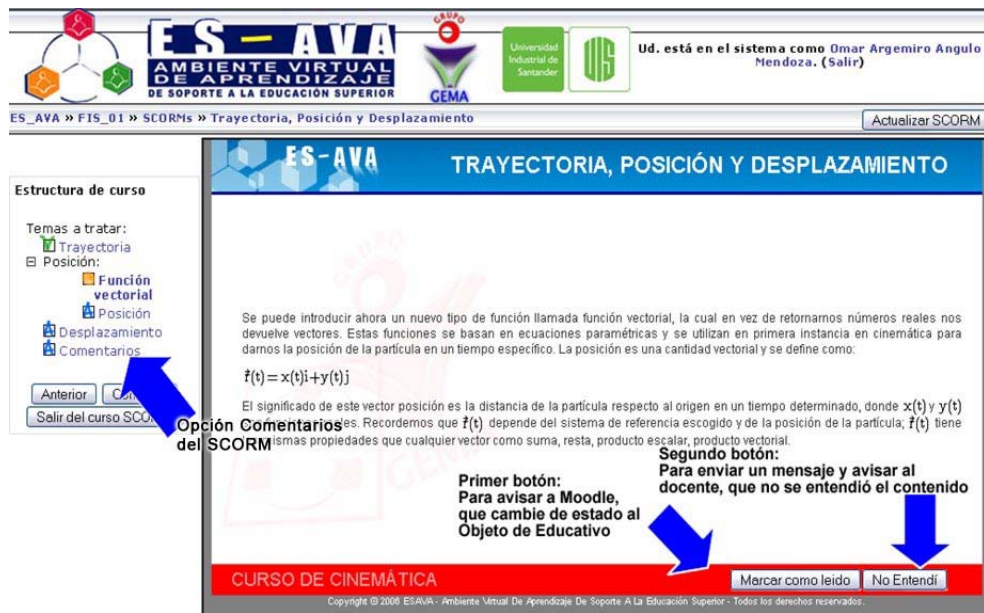 ES-AVA
AMBIENTE VIRTUAL
DE APRENDIZAJE
DE SOPORTE A LA EDUCACIÓN SUPERIOR
GRUPO
GEMA
Universidad
Industrial de
Santander
UIS
Ud. está en el sistema como Omar Argemiro Angulo
Mendoza. (Salir)
ES_AVA » FIS_01 » SCORMs » Trayectoria, Posición y Desplazamiento
Actualizar SCORM
ES-AVA
TRAYECTORIA, POSICIÓN Y DESPLAZAMIENTO
Estructura de curso
Temas a tratar:
Trayectoria
Posición:
Función
vectorial
Posición
Desplazamiento
Comentarios
Anterior
Salir del curso
Opción Comentarios
del SCORM
GRUPO
GEMA
Se puede introducir ahora un nuevo tipo de función llamada función vectorial, la cual en vez de retornarnos números reales nos
devuelve vectores. Estas funciones se basan en ecuaciones paramétricas y se utilizan en primera instancia en cinemática para
darnos la posición de la partícula en un tiempo específico. La posición es una cantidad vectorial y se define como:
r̂(t)=x(t)i+y(t)j
El significado de este vector posición es la distancia de la partícula respecto al origen en un tiempo determinado, donde x(t) y y(t)
Recordemos que r̂(t) depende del sistema de referencia escogido y de la posición de la partícula; r̂(t) tiene
mismas propiedades que cualquier vector como suma, resta, producto escalar, producto vectorial.
Primer botón:
Para avisar a Moodle,
que cambie de estado al
Objeto de Educativo
Segundo botón:
Para enviar un mensaje y avisar al
docente, que no se entendió el contenido
CURSO DE CINEMÁTICA
Marcar como leido
No Entendí
Copyright © 2006 ESAVA - Ambiente Virtual De Aprendizaje De Soporte A La Educación Superior - Todos los derechos reservados.